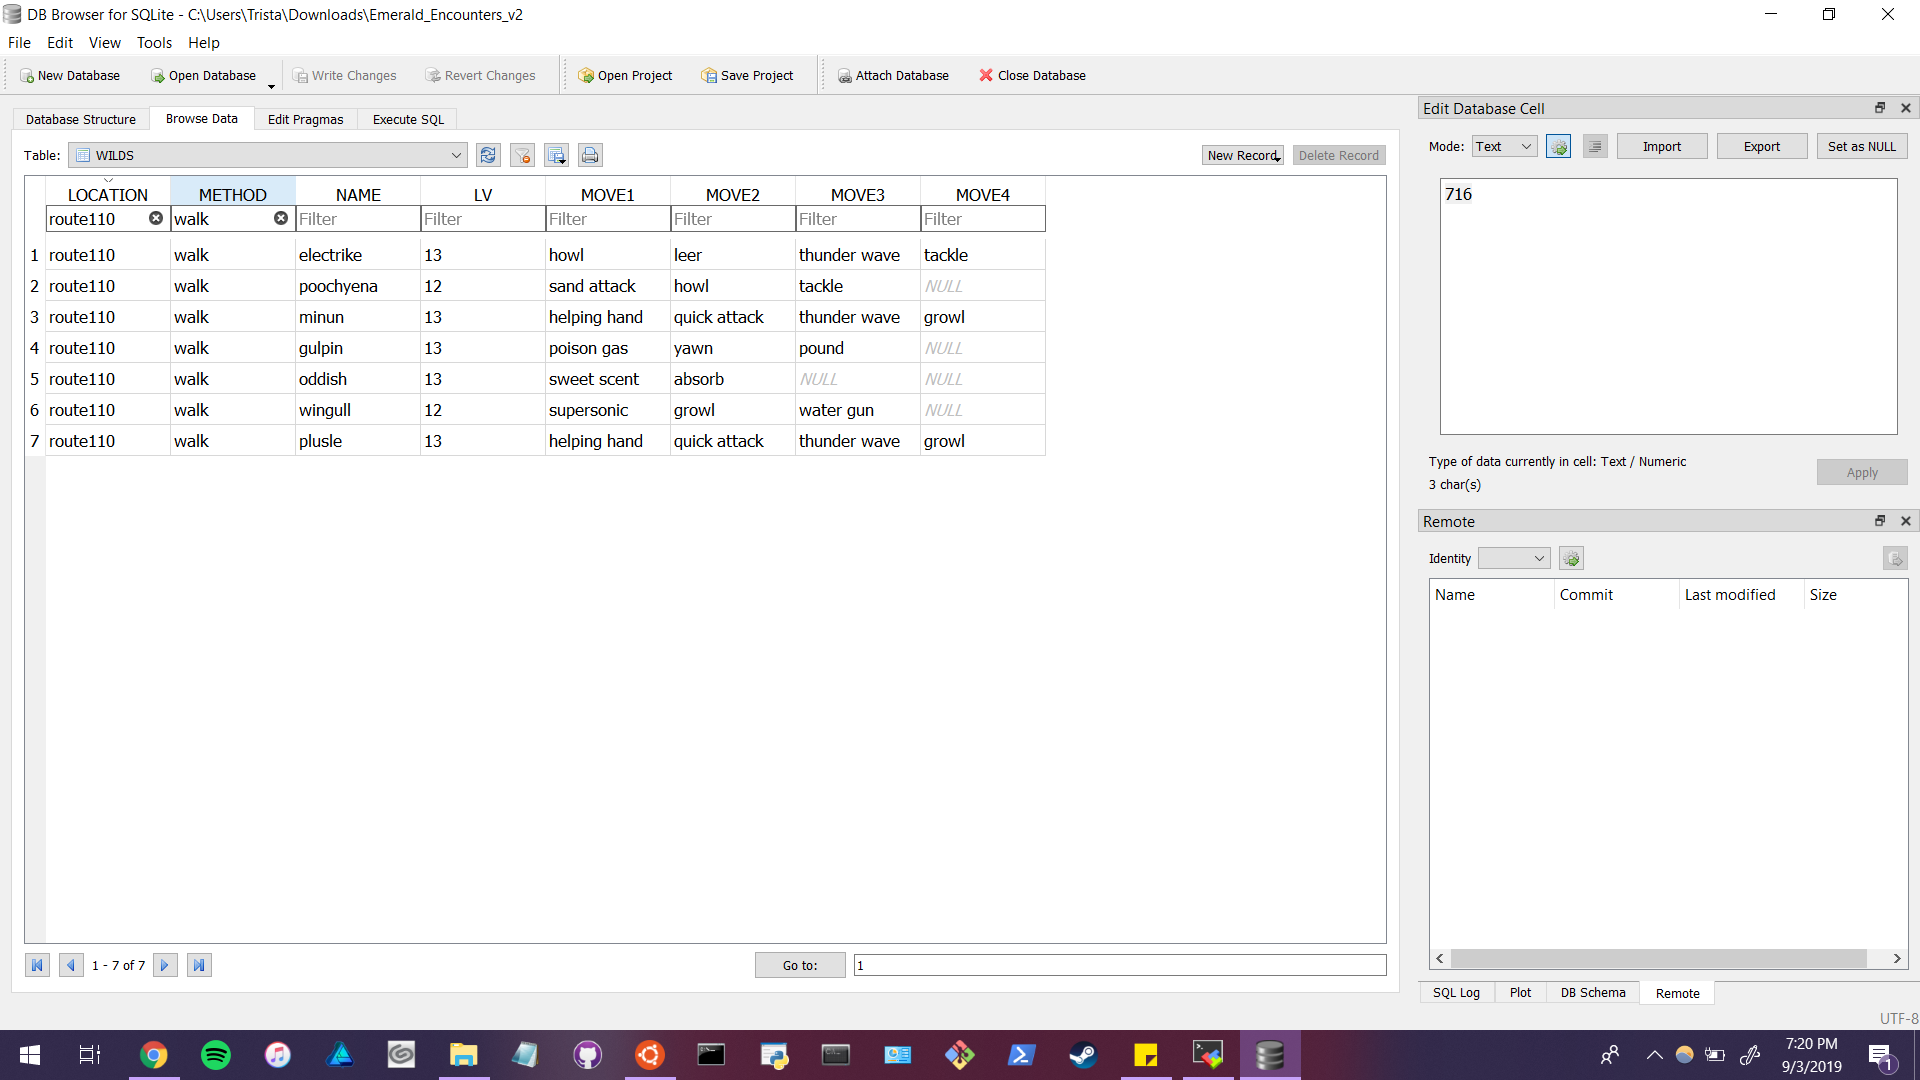 DB Browser for SQLite - C:\Users\Trista\Downloads\Emerald_Encounters_v2
File Edit View Tools Help
New Database Open Database Write Changes Revert Changes Open Project Save Project Attach Database Close Database
Database Structure Browse Data Edit Pragmas Execute SQL
Table: WILDS New Record Delete Record
LOCATION METHOD NAME LV MOVE1 MOVE2 MOVE3 MOVE4
route110 walk Filter Filter Filter Filter Filter Filter
1 route110 walk electrike 13 howl leer thunder wave tackle
2 route110 walk poochyena 12 sand attack howl tackle NULL
3 route110 walk minun 13 helping hand quick attack thunder wave growl
4 route110 walk gulpin 13 poison gas yawn pound NULL
5 route110 walk oddish 13 sweet scent absorb NULL NULL
6 route110 walk wingull 12 supersonic growl water gun NULL
7 route110 walk plusle 13 helping hand quick attack thunder wave growl
1 - 7 of 7 Go to: 1
Edit Database Cell
Mode: Text Import Export Set as NULL
716
Type of data currently in cell: Text / Numeric
3 char(s)
Apply
Remote
Identity
Name Commit Last modified Size
SQL Log Plot DB Schema Remote
UTF-8
7:20 PM
9/3/2019
1